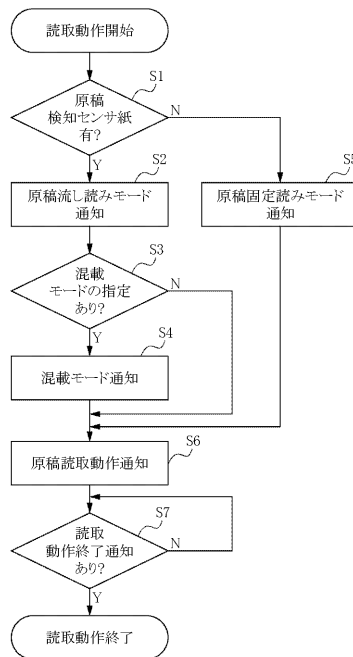 読取動作開始
S1
原稿
検知センサ紙
有?
N
Y
S2
原稿流し読みモード
通知
S5
原稿固定読みモード
通知
S3
混載
モードの指定
あり?
N
Y
S4
混載モード通知
S6
原稿読取動作通知
S7
読取
動作終了通知
あり?
N
Y
読取動作終了